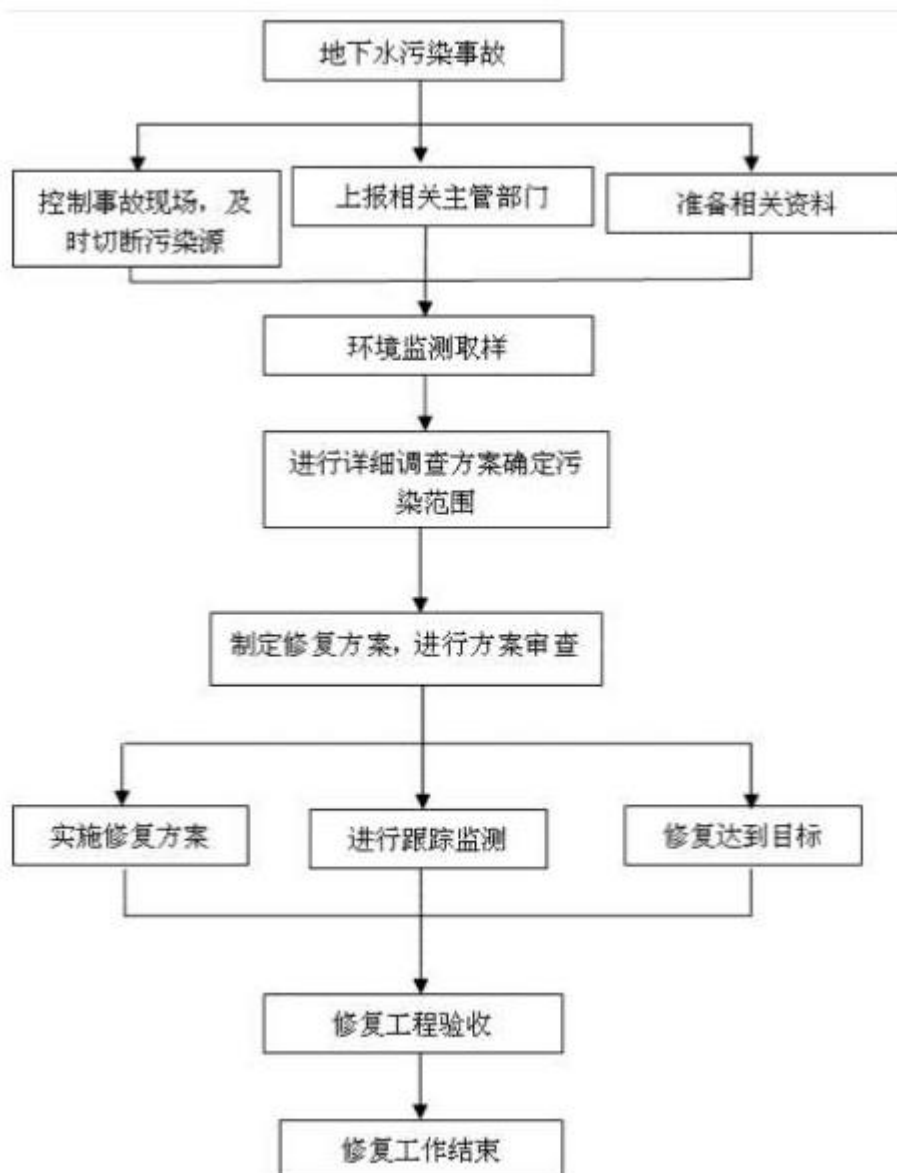 地下水污染事故
控制事故现场，及
时切断污染源
上报相关主管部门
准备相关资料
环境监测取样
进行详细调查方案确定污
染范围
制定修复方案，进行方案审查
实施修复方案
进行跟踪监测
修复达到目标
修复工程验收
修复工作结束